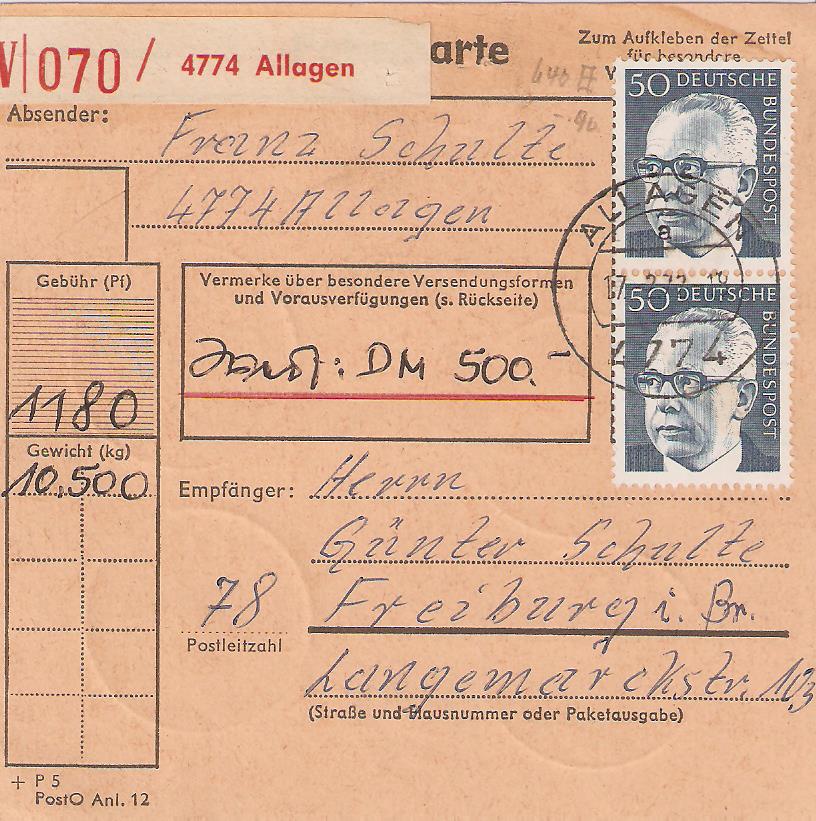 V 070 / 4774 Allagen
arte
Zum Aufkleben der Zettel
für besondere
V
Absender:
Franz Schulte
4774 Allagen
50 DEUTSCHE BUNDESPOST
ALLAGEN
a
4774
50 DEUTSCHE BUNDESPOST
Gebühr (Pf)
1180
Gewicht (kg)
10,500
Vermerke über besondere Versendungsformen
und Vorausverfügungen (s. Rückseite)
DM 500.-
Empfänger:
Herrn
Günter Schulte
78 Freiburg i. Br.
Postleitzahl
Langemarckstr. 103
(Straße und Hausnummer oder Paketausgabe)
+ P 5
PostO Anl. 12